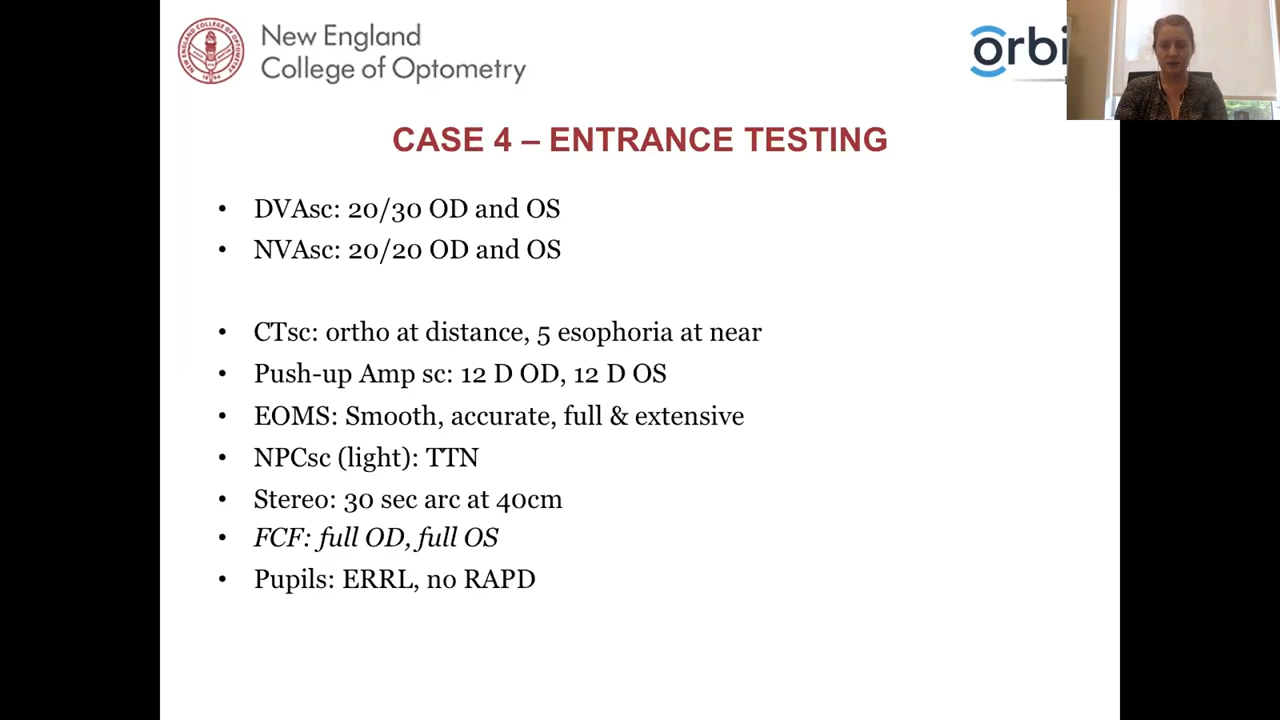 New England
College of Optometry
orbi
CASE 4 – ENTRANCE TESTING
• DVAsc: 20/30 OD and OS
• NVAsc: 20/20 OD and OS
• CTsc: ortho at distance, 5 esophoria at near
• Push-up Amp sc: 12 D OD, 12 D OS
• EOMS: Smooth, accurate, full & extensive
• NPCsc (light): TTN
• Stereo: 30 sec arc at 40cm
• FCF: full OD, full OS
• Pupils: ERRL, no RAPD